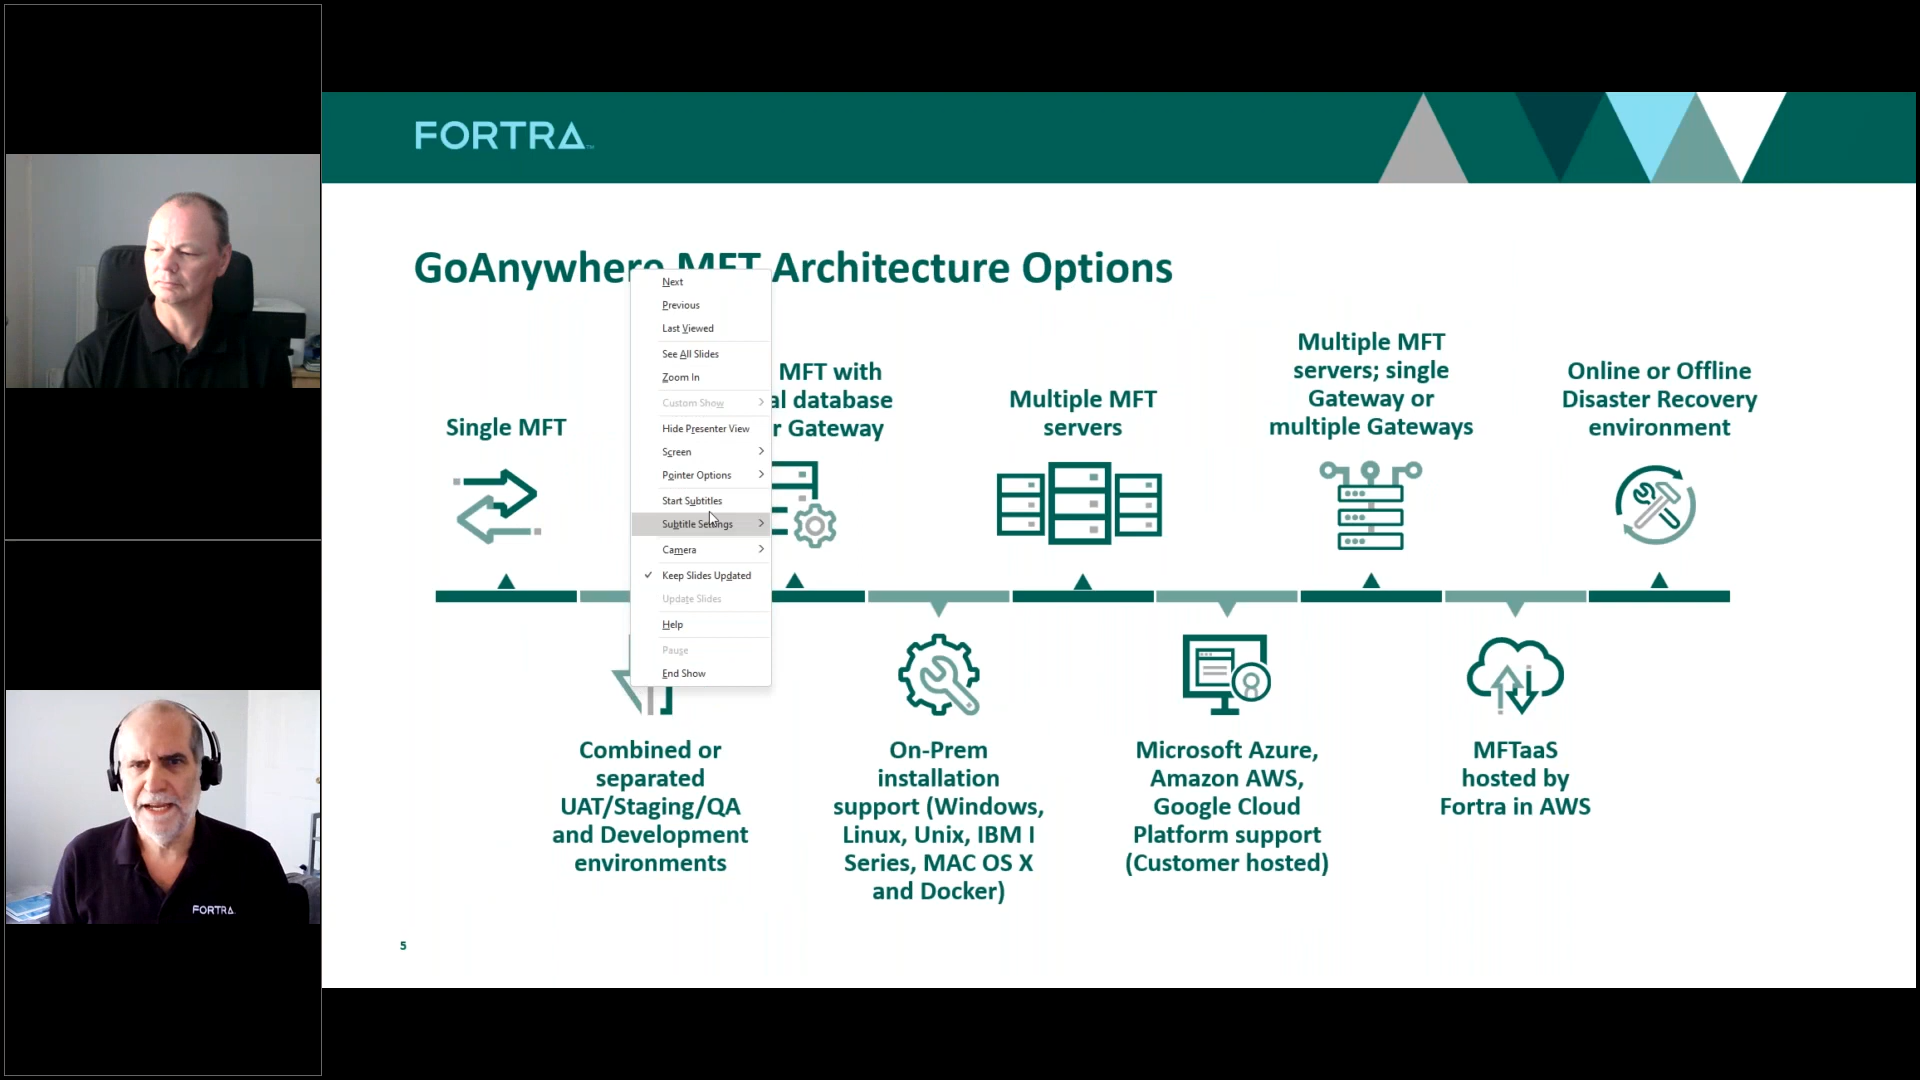 FORTRA
GoAnywhere MFT Architecture Options
Next
Previous
Last Viewed
See All Slides
Zoom In
Custom Show
Hide Presenter View
Screen
Pointer Options
Start Subtitles
Subtitle Settings
Camera
Keep Slides Updated
Update Slides
Help
Pause
End Show
Single MFT
MFT with
database
Gateway
Multiple MFT
servers
Multiple MFT
servers; single
Gateway or
multiple Gateways
Online or Offline
Disaster Recovery
environment
Combined or
separated
UAT/Staging/QA
and Development
environments
On-Prem
installation
support (Windows,
Linux, Unix, IBM I
Series, MAC OS X
and Docker)
Microsoft Azure,
Amazon AWS,
Google Cloud
Platform support
(Customer hosted)
MFTaaS
hosted by
Fortra in AWS
5
FORTRA